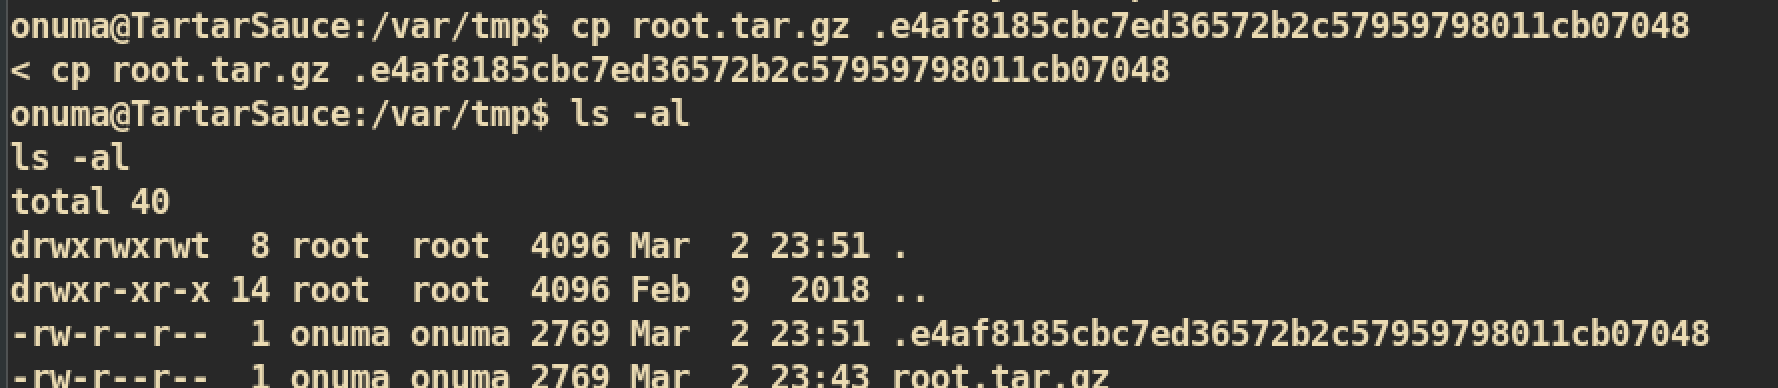 onuma@TartarSauce:/var/tmp$ cp root.tar.gz .e4af8185cbc7ed36572b2c57959798011cb07048
< cp root.tar.gz .e4af8185cbc7ed36572b2c57959798011cb07048
onuma@TartarSauce:/var/tmp$ ls -al
ls -al
total 40
drwxrwxrwt  8 root  root  4096 Mar  2 23:51 .
drwxr-xr-x 14 root  root  4096 Feb  9  2018 ..
-rw-r--r--  1 onuma onuma 2769 Mar  2 23:51 .e4af8185cbc7ed36572b2c57959798011cb07048
-rw-r--r--  1 onuma onuma 2769 Mar  2 23:43 root.tar.gz